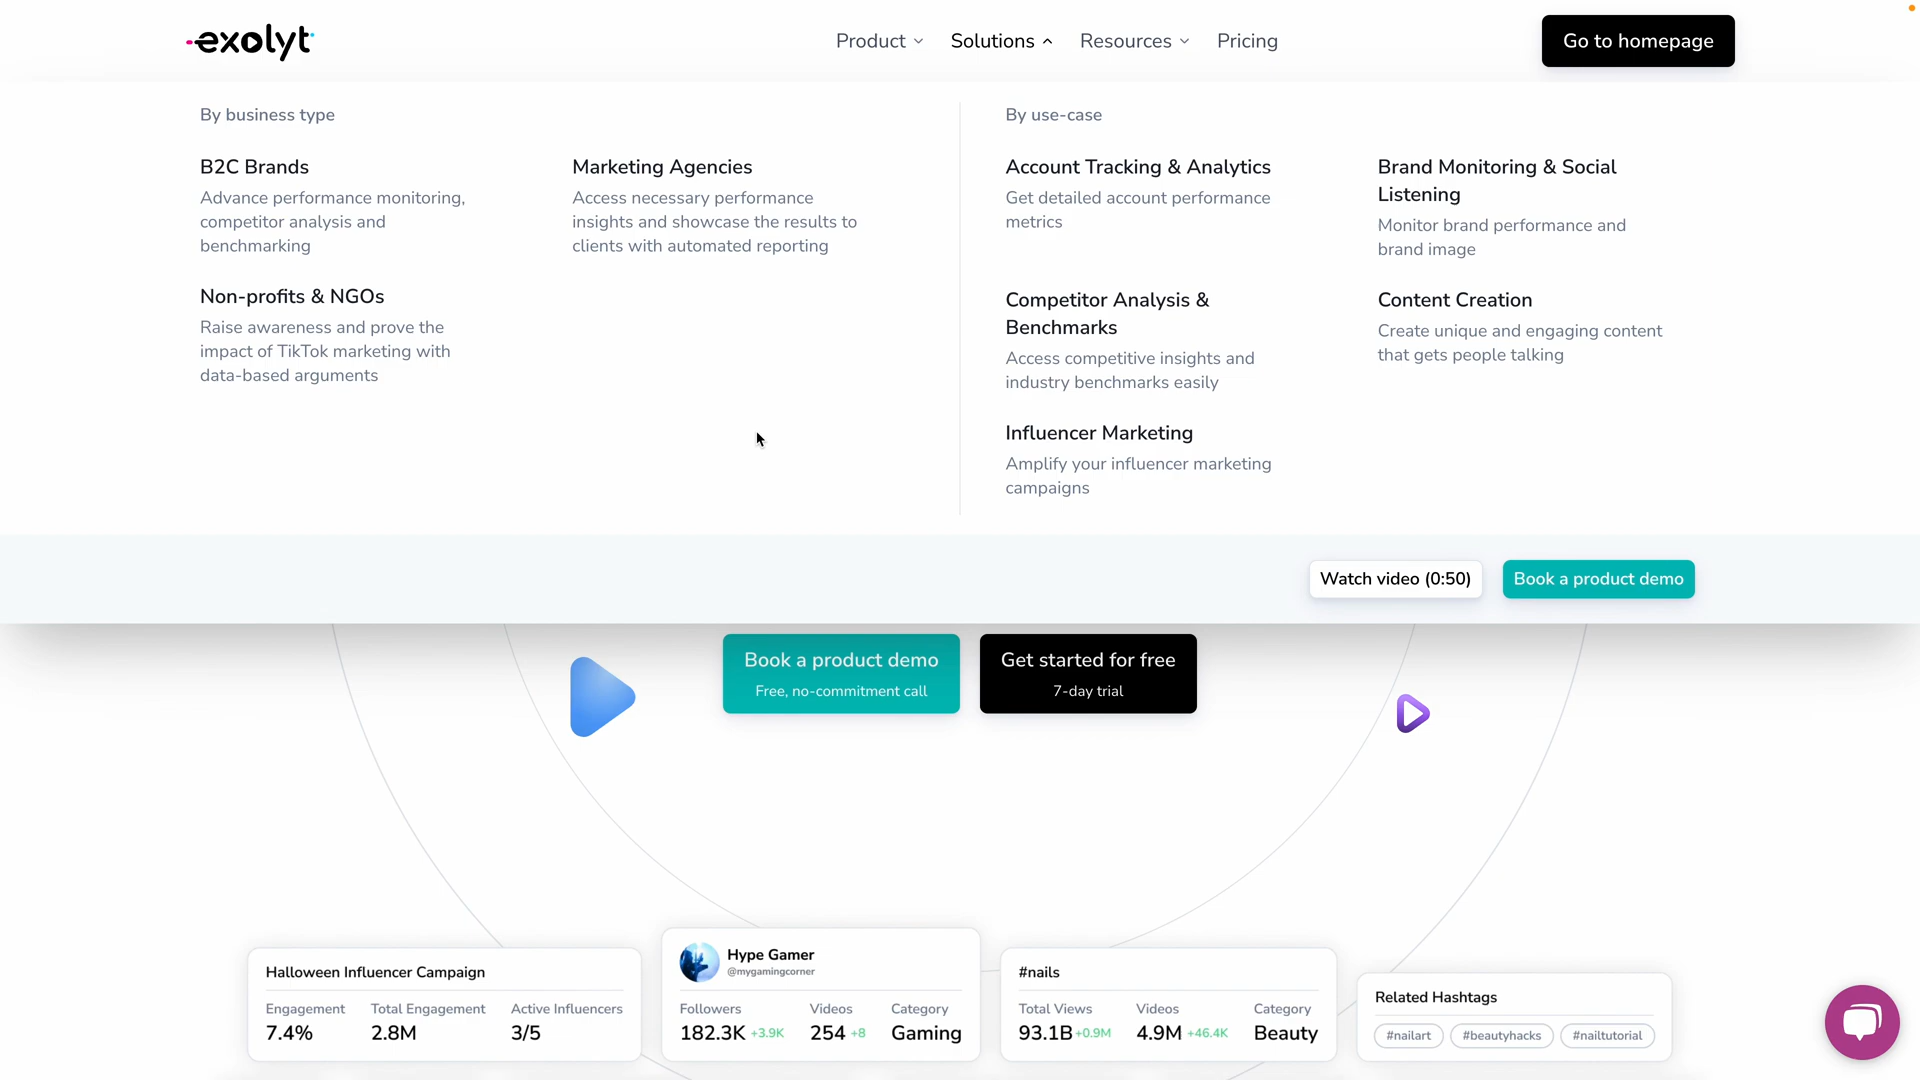 exolyt
Product
Solutions
Resources
Pricing
Go to homepage
By business type
B2C Brands
Advance performance monitoring,
competitor analysis and
benchmarking
Marketing Agencies
Access necessary performance
insights and showcase the results to
clients with automated reporting
Non-profits & NGOs
Raise awareness and prove the
impact of TikTok marketing with
data-based arguments
By use-case
Account Tracking & Analytics
Get detailed account performance
metrics
Brand Monitoring & Social
Listening
Monitor brand performance and
brand image
Competitor Analysis &
Benchmarks
Access competitive insights and
industry benchmarks easily
Content Creation
Create unique and engaging content
that gets people talking
Influencer Marketing
Amplify your influencer marketing
campaigns
Watch video (0:50)
Book a product demo
Book a product demo
Free, no-commitment call
Get started for free
7-day trial
Halloween Influencer Campaign
Engagement Total Engagement Active Influencers
7.4% 2.8M 3/5
Hype Gamer
@mygamingcorner
Followers Videos Category
182.3K +3.9K 254 +8 Gaming
#nails
Total Views Videos Category
93.1B +0.9M 4.9M +46.4K Beauty
Related Hashtags
#nailart #beautyhacks #nailtutorial